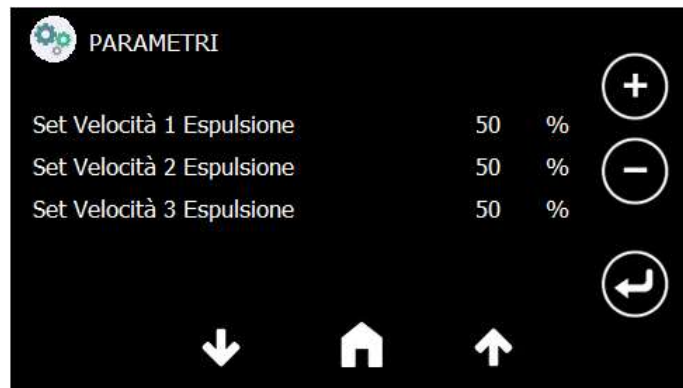 PARAMETRI
Set Velocità 1 Espulsione 50 %
Set Velocità 2 Espulsione 50 %
Set Velocità 3 Espulsione 50 %